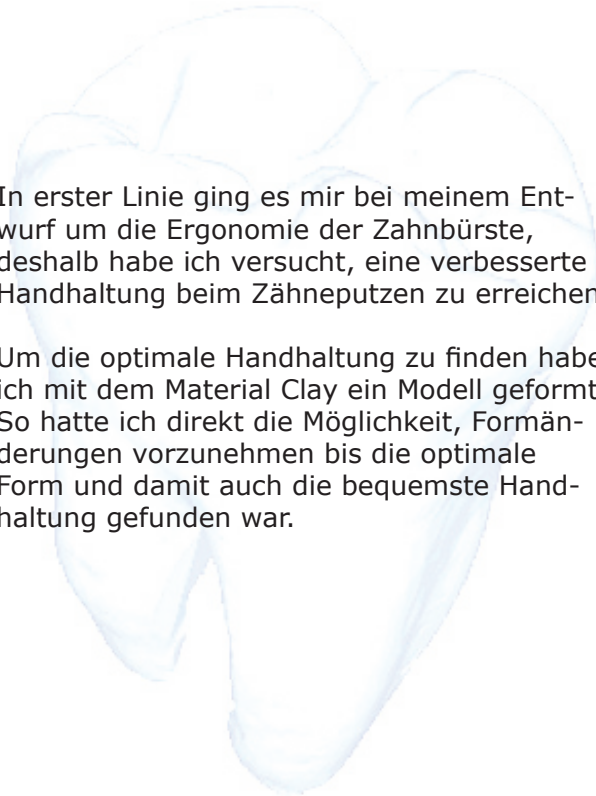 In erster Linie ging es mir bei meinem Ent-
wurf um die Ergonomie der Zahnbürste,
deshalb habe ich versucht, eine verbesserte
Handhaltung beim Zähneputzen zu erreichen
Um die optimale Handhaltung zu finden habe
ich mit dem Material Clay ein Modell geformt
So hatte ich direkt die Möglichkeit, Formän-
derungen vorzunehmen bis die optimale
Form und damit auch die bequemste Hand-
haltung gefunden war.